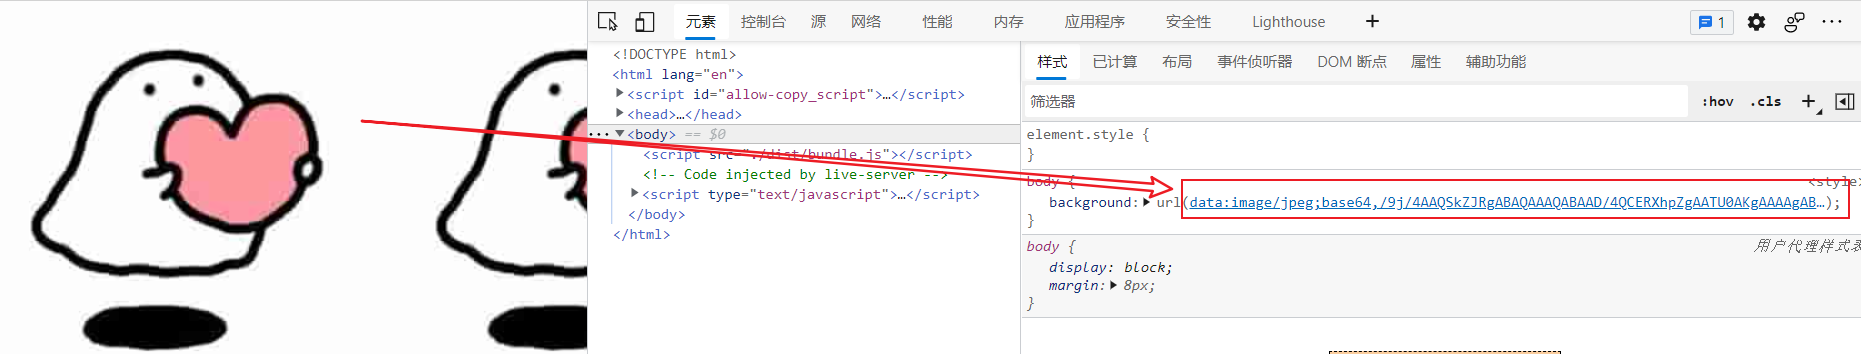 元素 控制台 源 网络 性能 内存 应用程序 安全性 Lighthouse + 1 ···
<!DOCTYPE html>
<html lang="en">
<script id="allow-copy_script">…</script>
<head>…</head>
··· <body> == $0
<script src="./dist/bundle.js"></script>
<!-- Code injected by live-server -->
<script type="text/javascript">…</script>
</body>
</html>
样式 已计算 布局 事件侦听器 DOM 断点 属性 辅助功能
筛选器 :hov .cls +
element.style {
}
body { <style>
background: url(data:image/jpeg;base64,/9j/4AAQSkZJRgABAQAAAQABAAD/4QCERXhpZgAATU0AKgAAAAgAB…);
}
body { 用户代理样式表
display: block;
margin: 8px;
}